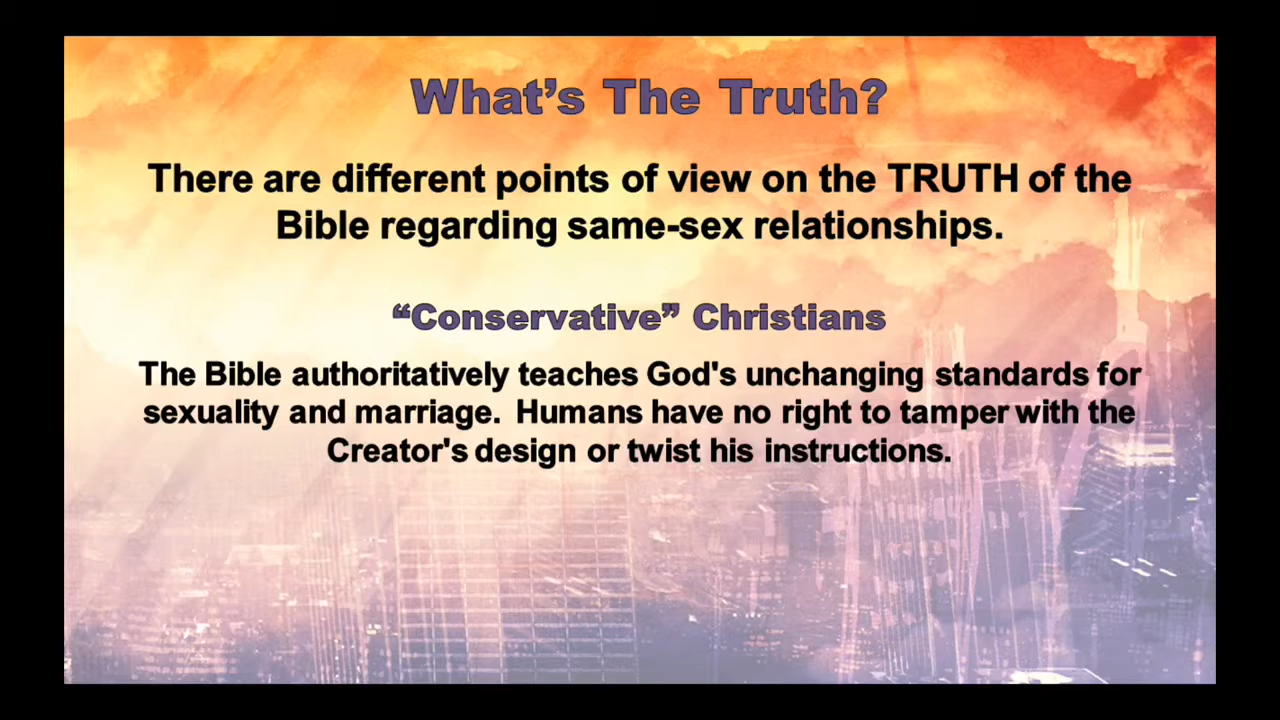 What’s The Truth?
There are different points of view on the TRUTH of the
Bible regarding same-sex relationships.
“Conservative” Christians
The Bible authoritatively teaches God's unchanging standards for
sexuality and marriage. Humans have no right to tamper with the
Creator's design or twist his instructions.